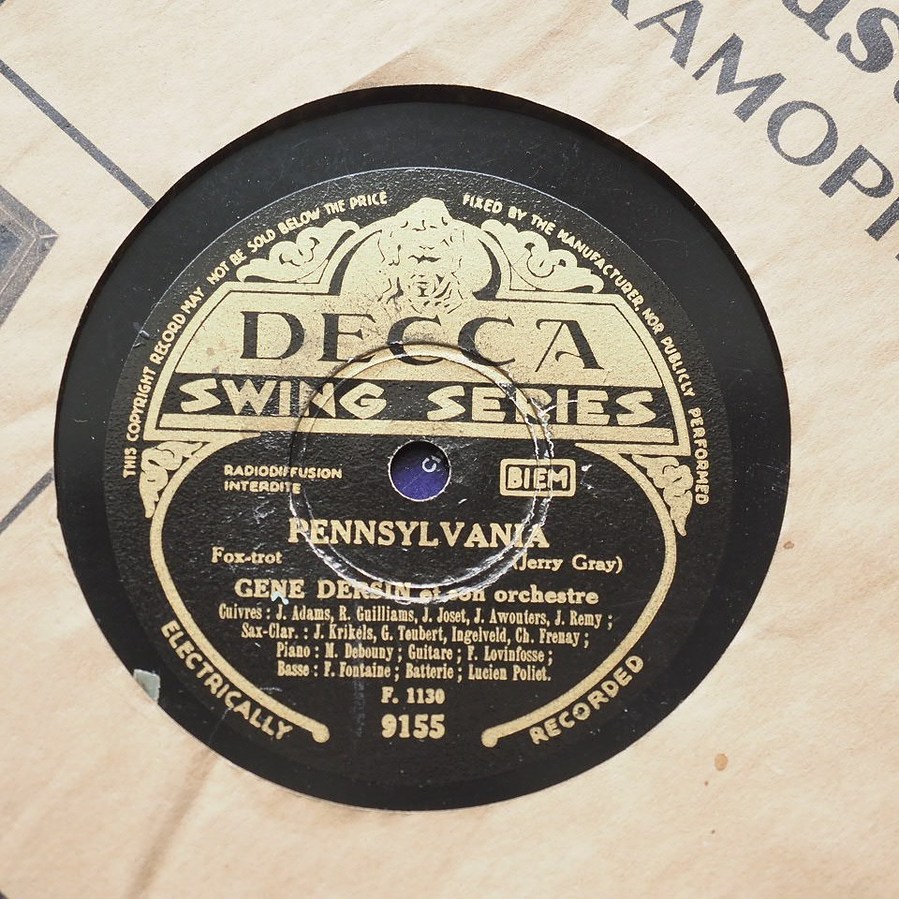 AMOP
THIS COPYRIGHT RECORD MAY NOT BE SOLD BELOW THE PRICE FIXED BY THE MANUFACTURER, NOR PUBLICLY PERFORMED
DECCA
SWING SERIES
RADIODIFFUSION
INTERDITE
BIEM
PENNSYLVANIA
Fox-trot (Jerry Gray)
GENE DERSIN et son orchestre
Cuivres : J. Adams, R. Guilliams, J. Joset, J. Awouters, J. Remy ;
Sax-Clar. : J. Krikels, G. Teubert, Ingelveld, Ch. Frenay ;
Piano : M. Debouny ; Guitare ; F. Lovinfosse ;
Basse : F. Fontaine ; Batterie ; Lucien Pollet.
F. 1130
9155
ELECTRICALLY RECORDED